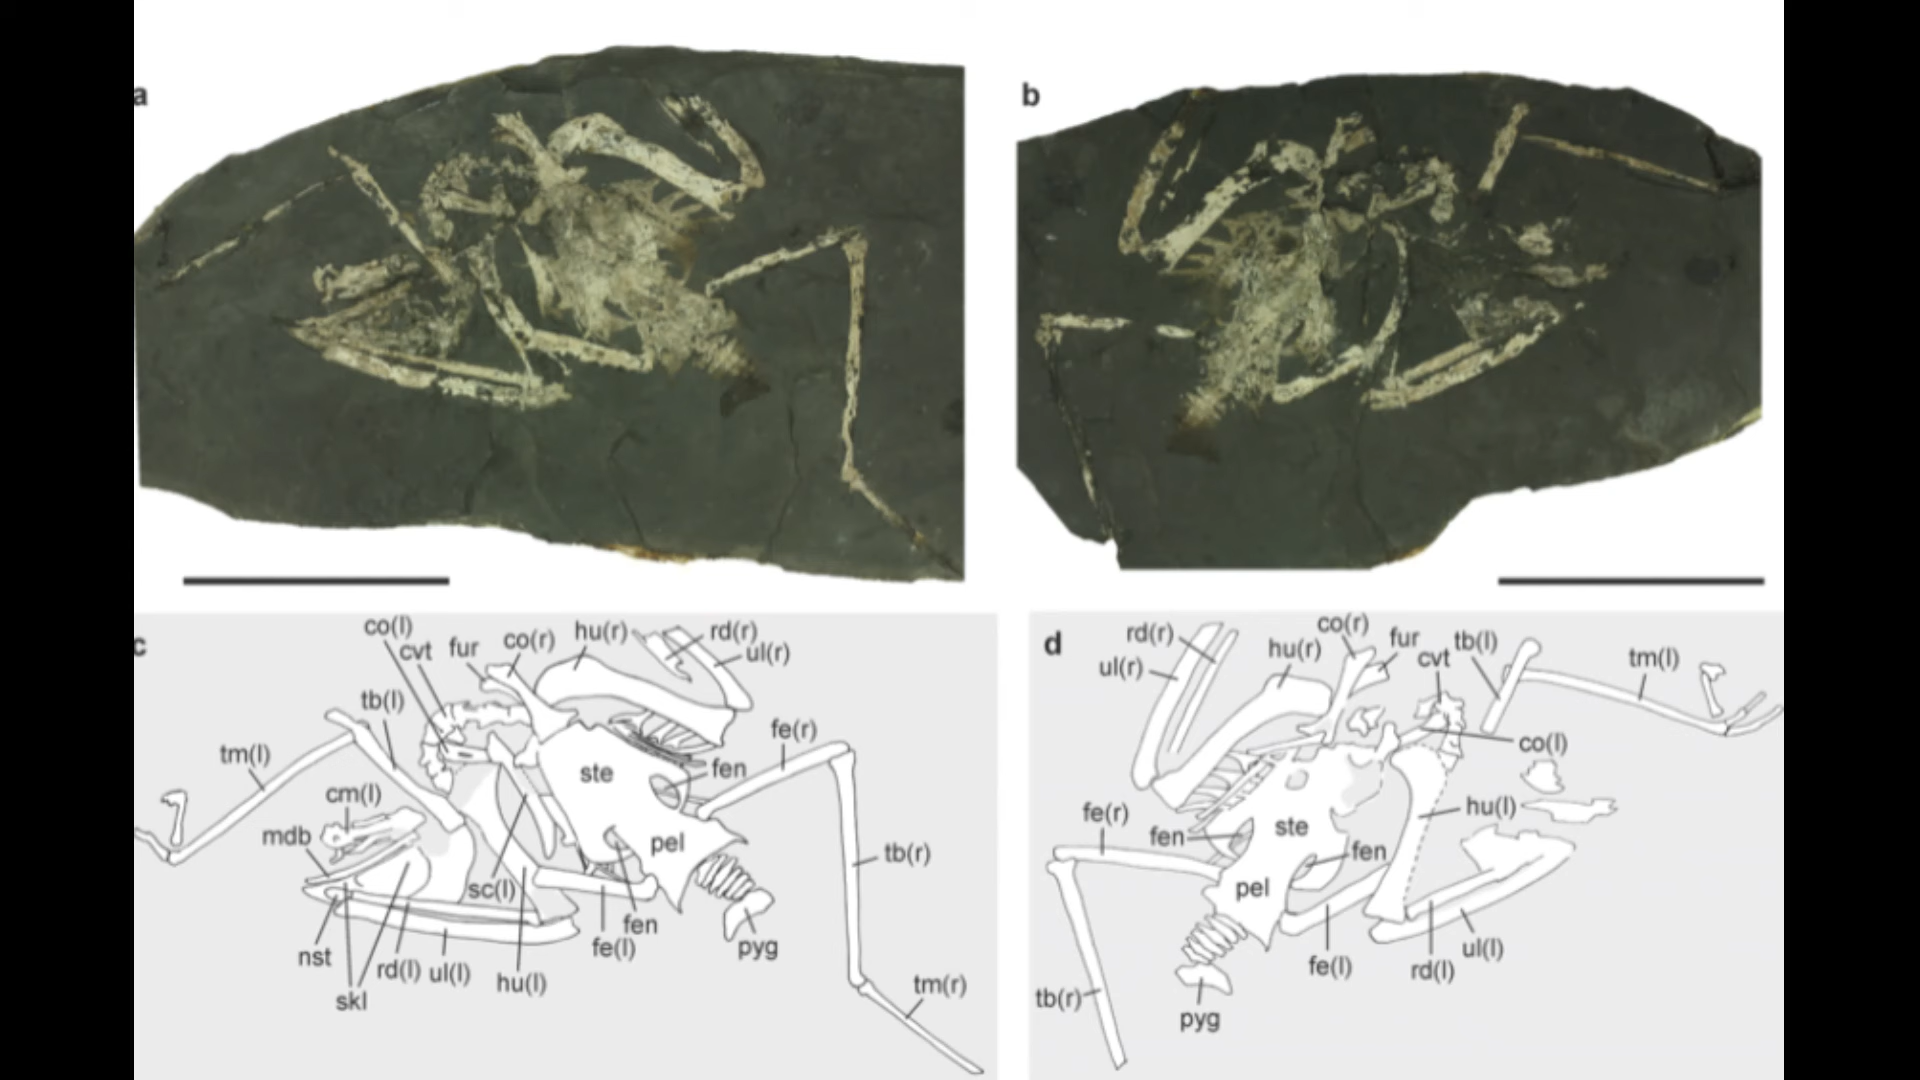 a
b
c
co(l)
cvt
fur
co(r)
hu(r)
rd(r)
ul(r)
tb(l)
tm(l)
fe(r)
fen
ste
cm(l)
mdb
pel
tb(r)
sc(l)
nst
skl
rd(l)
ul(l)
hu(l)
fe(l)
fen
pyg
tm(r)
d
rd(r)
ul(r)
hu(r)
co(r)
fur
cvt
tb(l)
tm(l)
co(l)
fe(r)
fen
ste
hu(l)
fen
pel
fe(l)
rd(l)
ul(l)
tb(r)
pyg